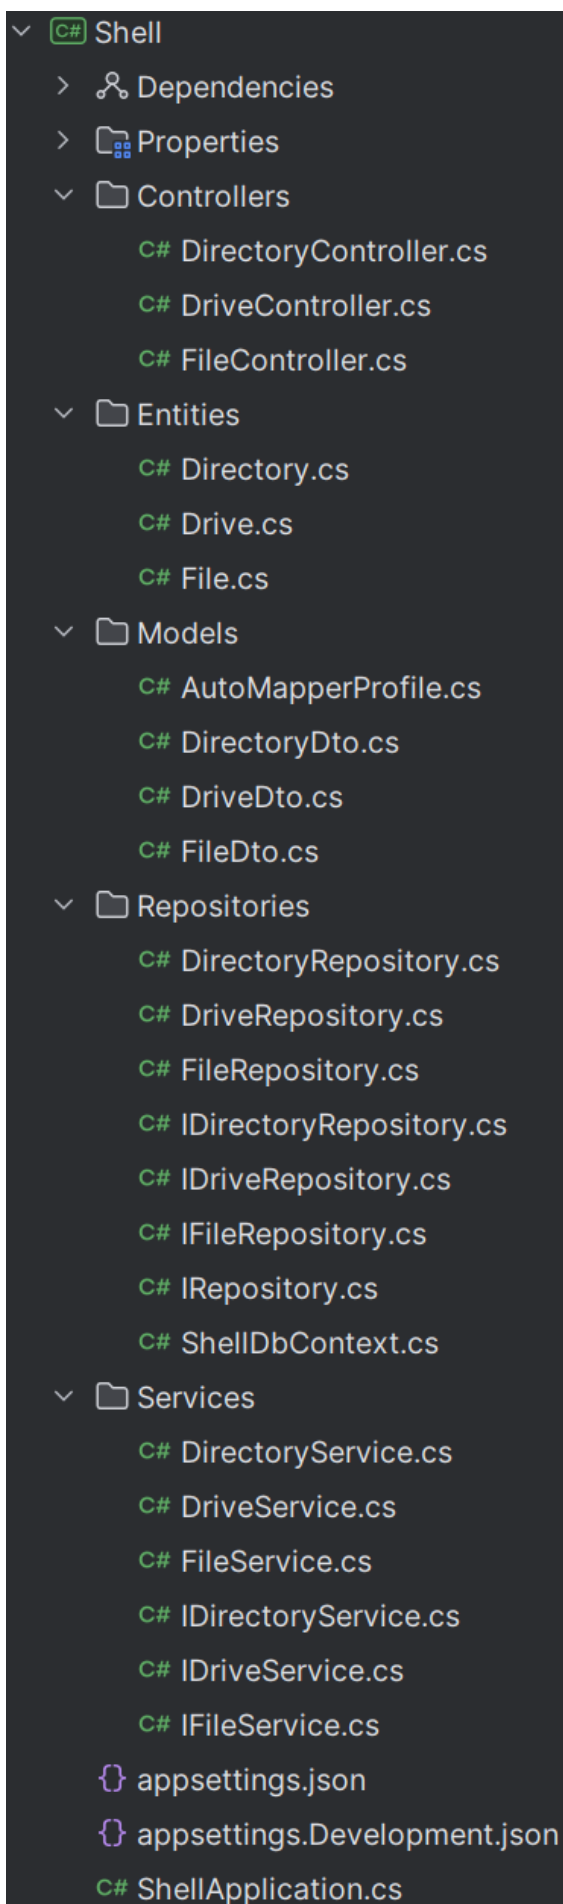 C# Shell
Dependencies
Properties
Controllers
C# DirectoryController.cs
C# DriveController.cs
C# FileController.cs
Entities
C# Directory.cs
C# Drive.cs
C# File.cs
Models
C# AutoMapperProfile.cs
C# DirectoryDto.cs
C# DriveDto.cs
C# FileDto.cs
Repositories
C# DirectoryRepository.cs
C# DriveRepository.cs
C# FileRepository.cs
C# IDirectoryRepository.cs
C# IDriveRepository.cs
C# IFileRepository.cs
C# IRepository.cs
C# ShellDbContext.cs
Services
C# DirectoryService.cs
C# DriveService.cs
C# FileService.cs
C# IDirectoryService.cs
C# IDriveService.cs
C# IFileService.cs
{} appsettings.json
{} appsettings.Development.json
C# ShellApplication.cs